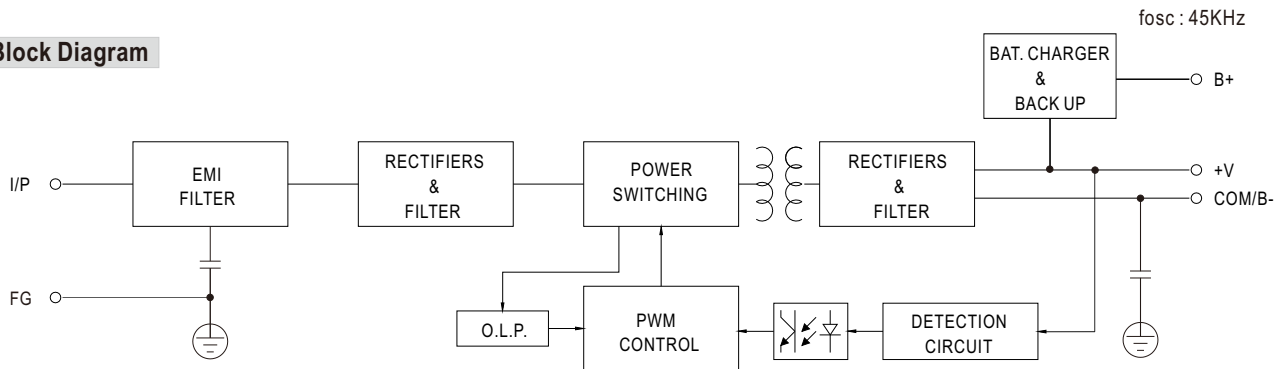 fosc : 45KHz
Block Diagram
BAT. CHARGER
&
BACK UP
B+
I/P
EMI
FILTER
RECTIFIERS
&
FILTER
POWER
SWITCHING
RECTIFIERS
&
FILTER
+V
COM/B-
FG
O.L.P.
PWM
CONTROL
DETECTION
CIRCUIT